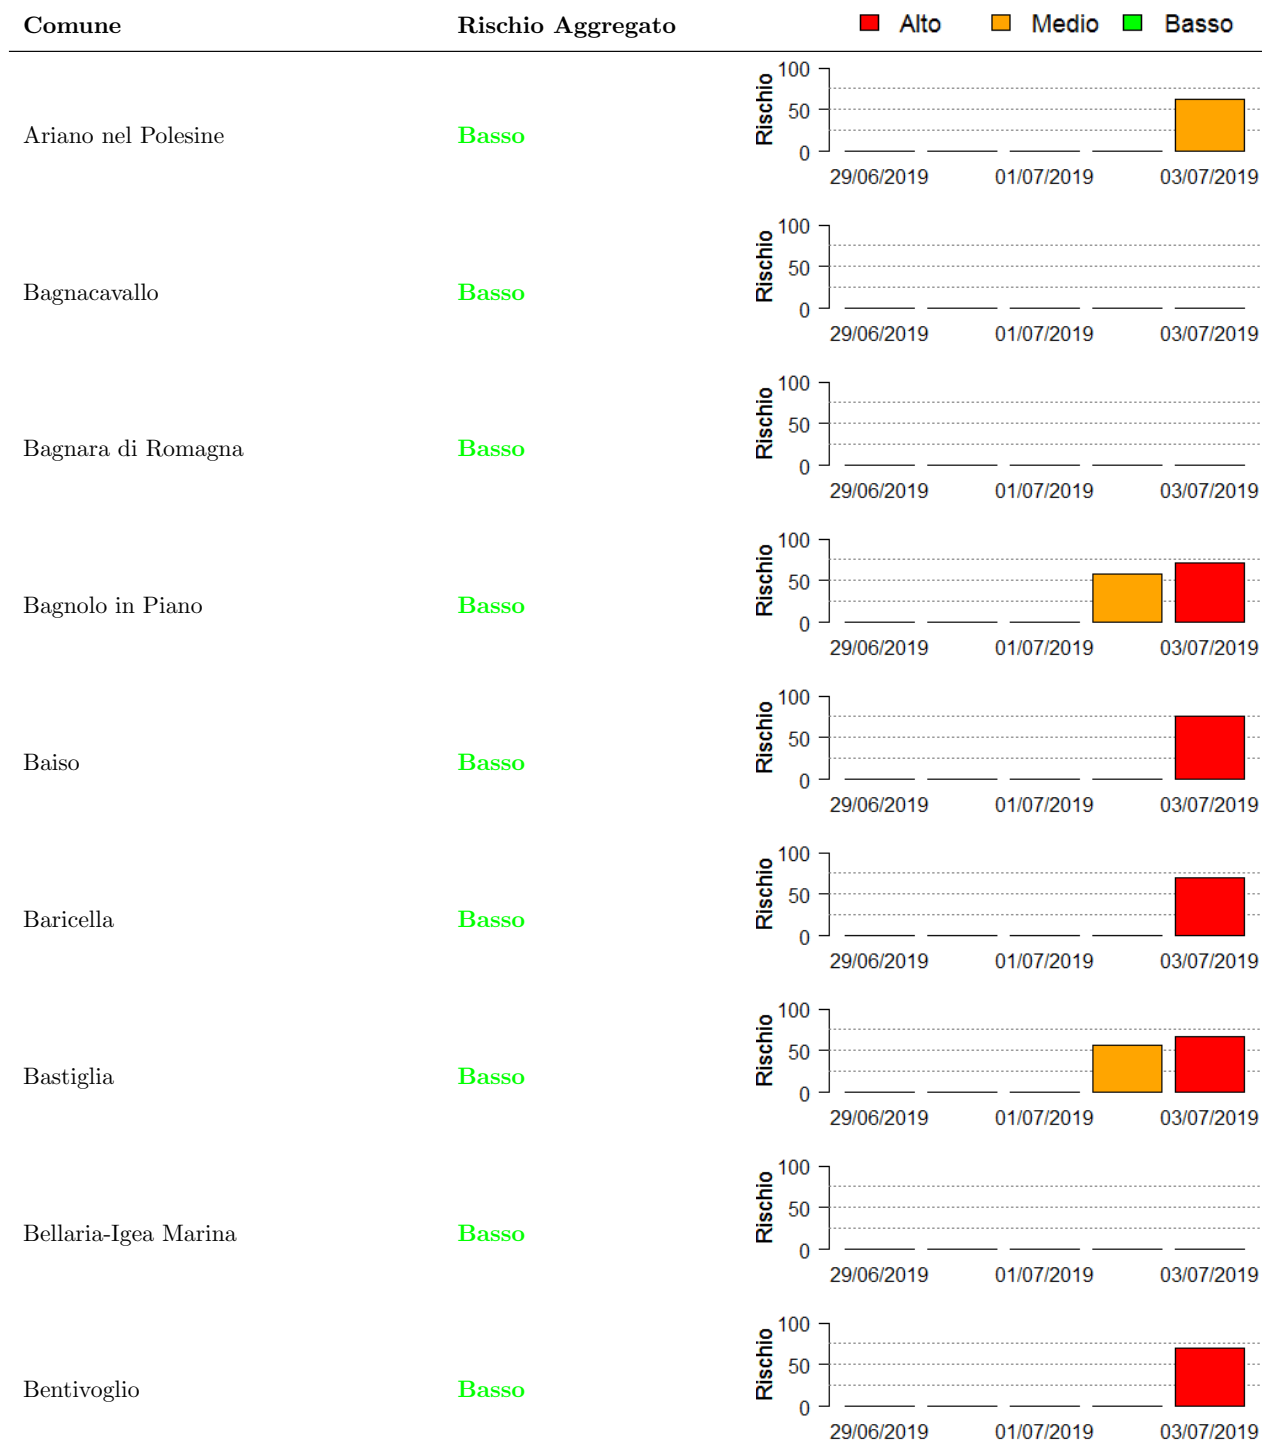 Comune Rischio Aggregato Alto Medio Basso
Ariano nel Polesine Basso
Rischio
100
50
0
29/06/2019 01/07/2019 03/07/2019
Bagnacavallo Basso
Rischio
100
50
0
29/06/2019 01/07/2019 03/07/2019
Bagnara di Romagna Basso
Rischio
100
50
0
29/06/2019 01/07/2019 03/07/2019
Bagnolo in Piano Basso
Rischio
100
50
0
29/06/2019 01/07/2019 03/07/2019
Baiso Basso
Rischio
100
50
0
29/06/2019 01/07/2019 03/07/2019
Baricella Basso
Rischio
100
50
0
29/06/2019 01/07/2019 03/07/2019
Bastiglia Basso
Rischio
100
50
0
29/06/2019 01/07/2019 03/07/2019
Bellaria-Igea Marina Basso
Rischio
100
50
0
29/06/2019 01/07/2019 03/07/2019
Bentivoglio Basso
Rischio
100
50
0
29/06/2019 01/07/2019 03/07/2019